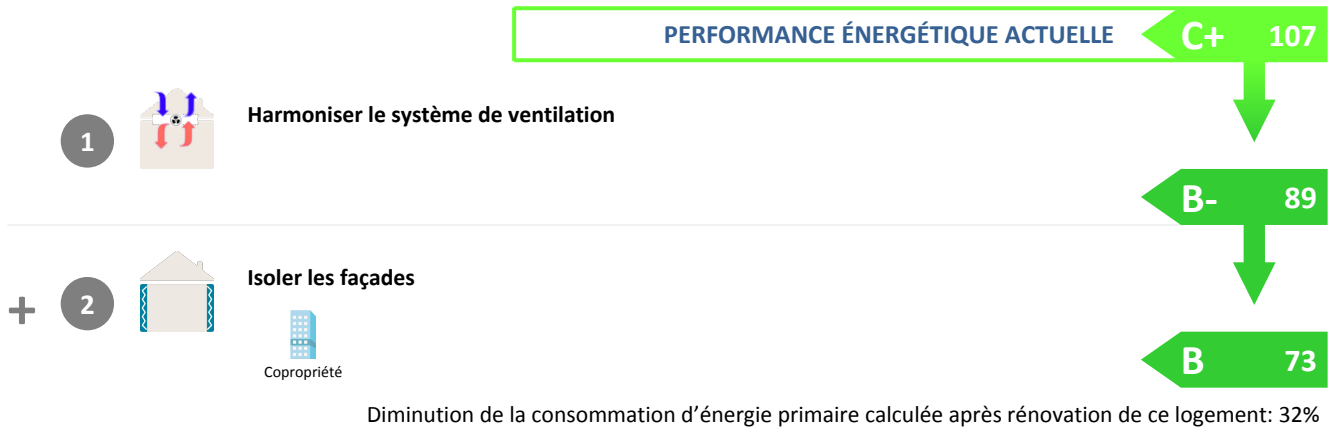 PERFORMANCE ÉNERGÉTIQUE ACTUELLE C+ 107
1 Harmoniser le système de ventilation
B- 89
+ 2 Isoler les façades
Copropriété
B 73
Diminution de la consommation d'énergie primaire calculée après rénovation de ce logement: 32%